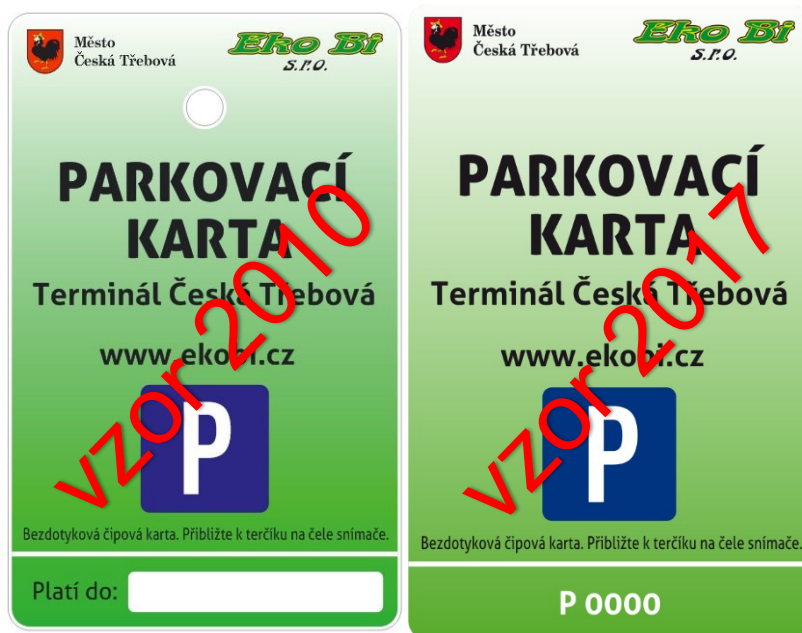 Město
Česká Třebová
Eko Bi
s.r.o.
PARKOVACÍ
KARTA
Terminál Česká Třebová
www.ekobi.cz
P
Bezdotyková čipová karta. Přibližte k terčíku na čele snímače.
Platí do:
vzor 2010
Město
Česká Třebová
Eko Bi
s.r.o.
PARKOVACÍ
KARTA
Terminál Česká Třebová
www.ekobi.cz
P
Bezdotyková čipová karta. Přibližte k terčíku na čele snímače.
P 0000
vzor 2017